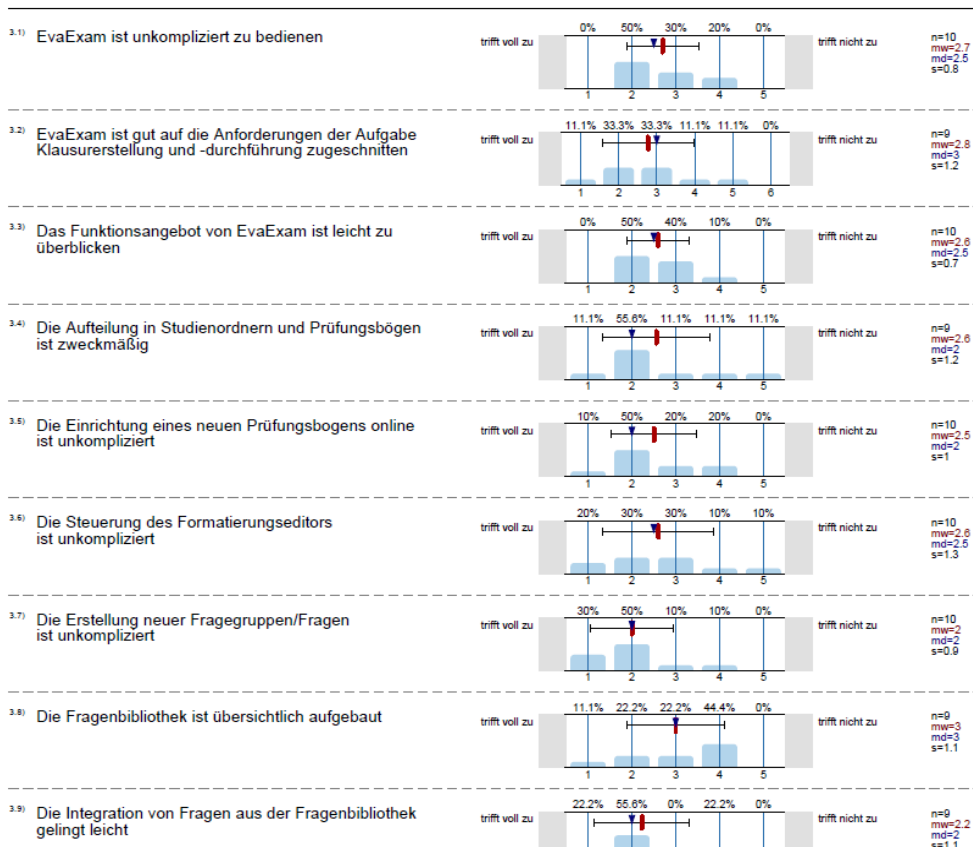 3.1) EvaExam ist unkompliziert zu bedienen
trifft voll zu
0% 50% 30% 20% 0%
1 2 3 4 5
trifft nicht zu
n=10
mw=2.7
md=2.5
s=0.8
3.2) EvaExam ist gut auf die Anforderungen der Aufgabe
Klausurerstellung und -durchführung zugeschnitten
trifft voll zu
11.1% 33.3% 33.3% 11.1% 11.1% 0%
1 2 3 4 5 6
trifft nicht zu
n=9
mw=2.8
md=3
s=1.2
3.3) Das Funktionsangebot von EvaExam ist leicht zu
überblicken
trifft voll zu
0% 50% 40% 10% 0%
1 2 3 4 5
trifft nicht zu
n=10
mw=2.6
md=2.5
s=0.7
3.4) Die Aufteilung in Studienordnern und Prüfungsbögen
ist zweckmäßig
trifft voll zu
11.1% 55.6% 11.1% 11.1% 11.1%
1 2 3 4 5
trifft nicht zu
n=9
mw=2.6
md=2
s=1.2
3.5) Die Einrichtung eines neuen Prüfungsbogens online
ist unkompliziert
trifft voll zu
10% 50% 20% 20% 0%
1 2 3 4 5
trifft nicht zu
n=10
mw=2.5
md=2
s=1
3.6) Die Steuerung des Formatierungseditors
ist unkompliziert
trifft voll zu
20% 30% 30% 10% 10%
1 2 3 4 5
trifft nicht zu
n=10
mw=2.6
md=2.5
s=1.3
3.7) Die Erstellung neuer Fragegruppen/Fragen
ist unkompliziert
trifft voll zu
30% 50% 10% 10% 0%
1 2 3 4 5
trifft nicht zu
n=10
mw=2
md=2
s=0.9
3.8) Die Fragenbibliothek ist übersichtlich aufgebaut
trifft voll zu
11.1% 22.2% 22.2% 44.4% 0%
1 2 3 4 5
trifft nicht zu
n=9
mw=3
md=3
s=1.1
3.9) Die Integration von Fragen aus der Fragenbibliothek
gelingt leicht
trifft voll zu
22.2% 55.6% 0% 22.2% 0%
trifft nicht zu
n=9
mw=2.2
md=2
s=1.1